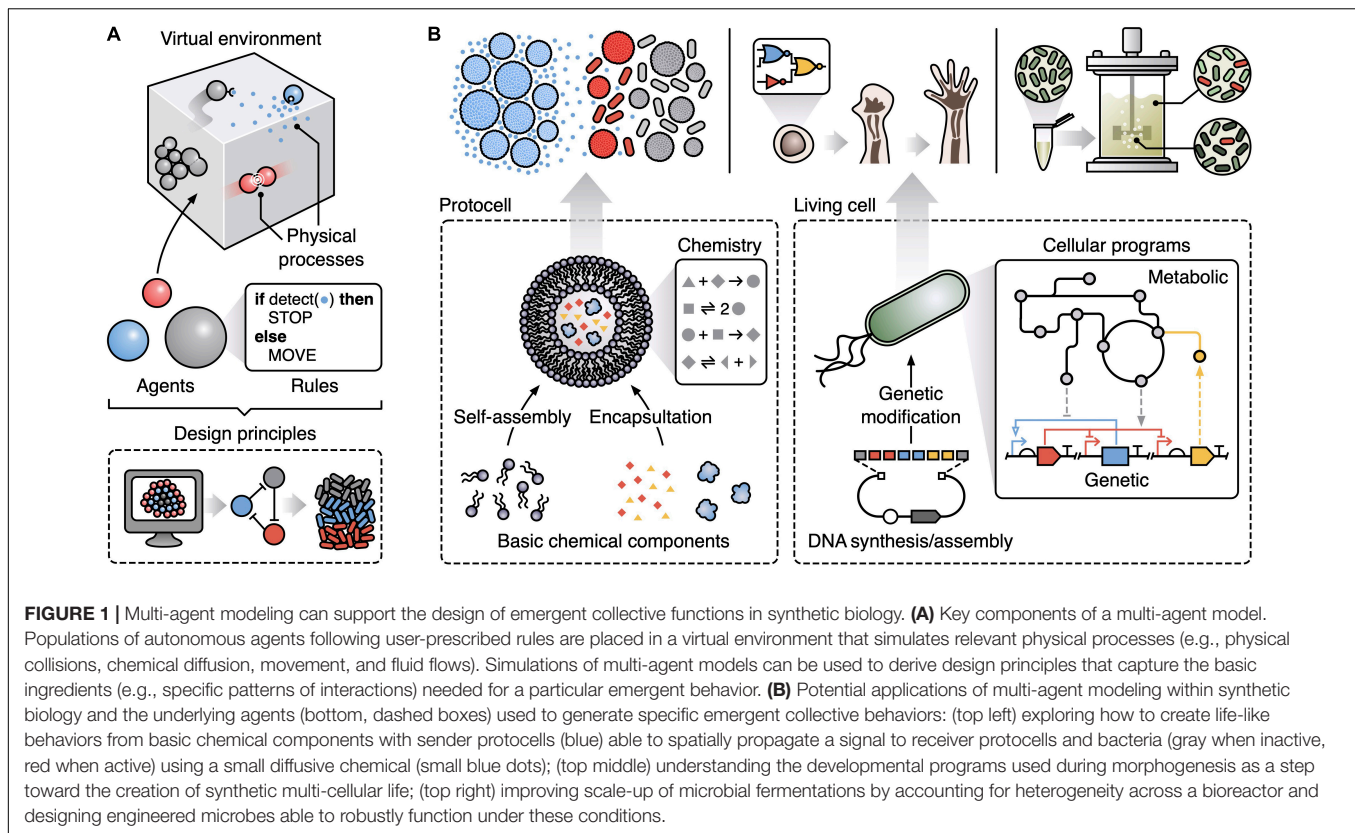 A
Virtual environment
Physical
processes
if detect(•) then
STOP
else
MOVE
Agents
Rules
Design principles
B
Protocell
Chemistry
▲ + ◆ → ●
■ ⇌ 2 ●
● + ■ → ◆
◆ ⇌ ◀ + ▶
Self-assembly
Encapsultation
Basic chemical components
Living cell
Cellular programs
Metabolic
Genetic
modification
Genetic
DNA synthesis/assembly
FIGURE 1 | Multi-agent modeling can support the design of emergent collective functions in synthetic biology. (A) Key components of a multi-agent model.
Populations of autonomous agents following user-prescribed rules are placed in a virtual environment that simulates relevant physical processes (e.g., physical
collisions, chemical diffusion, movement, and fluid flows). Simulations of multi-agent models can be used to derive design principles that capture the basic
ingredients (e.g., specific patterns of interactions) needed for a particular emergent behavior. (B) Potential applications of multi-agent modeling within synthetic
biology and the underlying agents (bottom, dashed boxes) used to generate specific emergent collective behaviors: (top left) exploring how to create life-like
behaviors from basic chemical components with sender protocells (blue) able to spatially propagate a signal to receiver protocells and bacteria (gray when inactive,
red when active) using a small diffusive chemical (small blue dots); (top middle) understanding the developmental programs used during morphogenesis as a step
toward the creation of synthetic multi-cellular life; (top right) improving scale-up of microbial fermentations by accounting for heterogeneity across a bioreactor and
designing engineered microbes able to robustly function under these conditions.